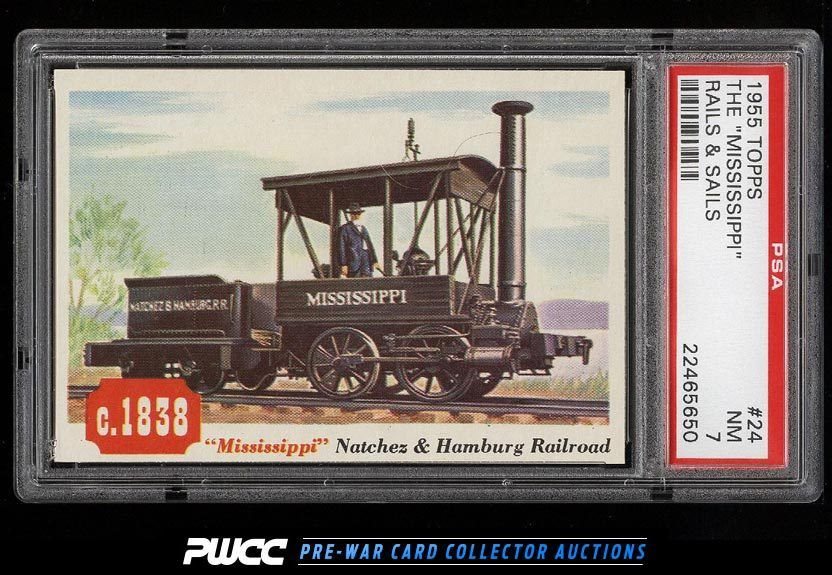 MISSISSIPPI
NATCHEZ & HAMBURG R.R.
c.1838
"Mississippi" Natchez & Hamburg Railroad
1955 TOPPS
THE "MISSISSIPPI"
RAILS & SAILS
PSA
#24
NM
7
22465650
PWCC PRE-WAR CARD COLLECTOR AUCTIONS